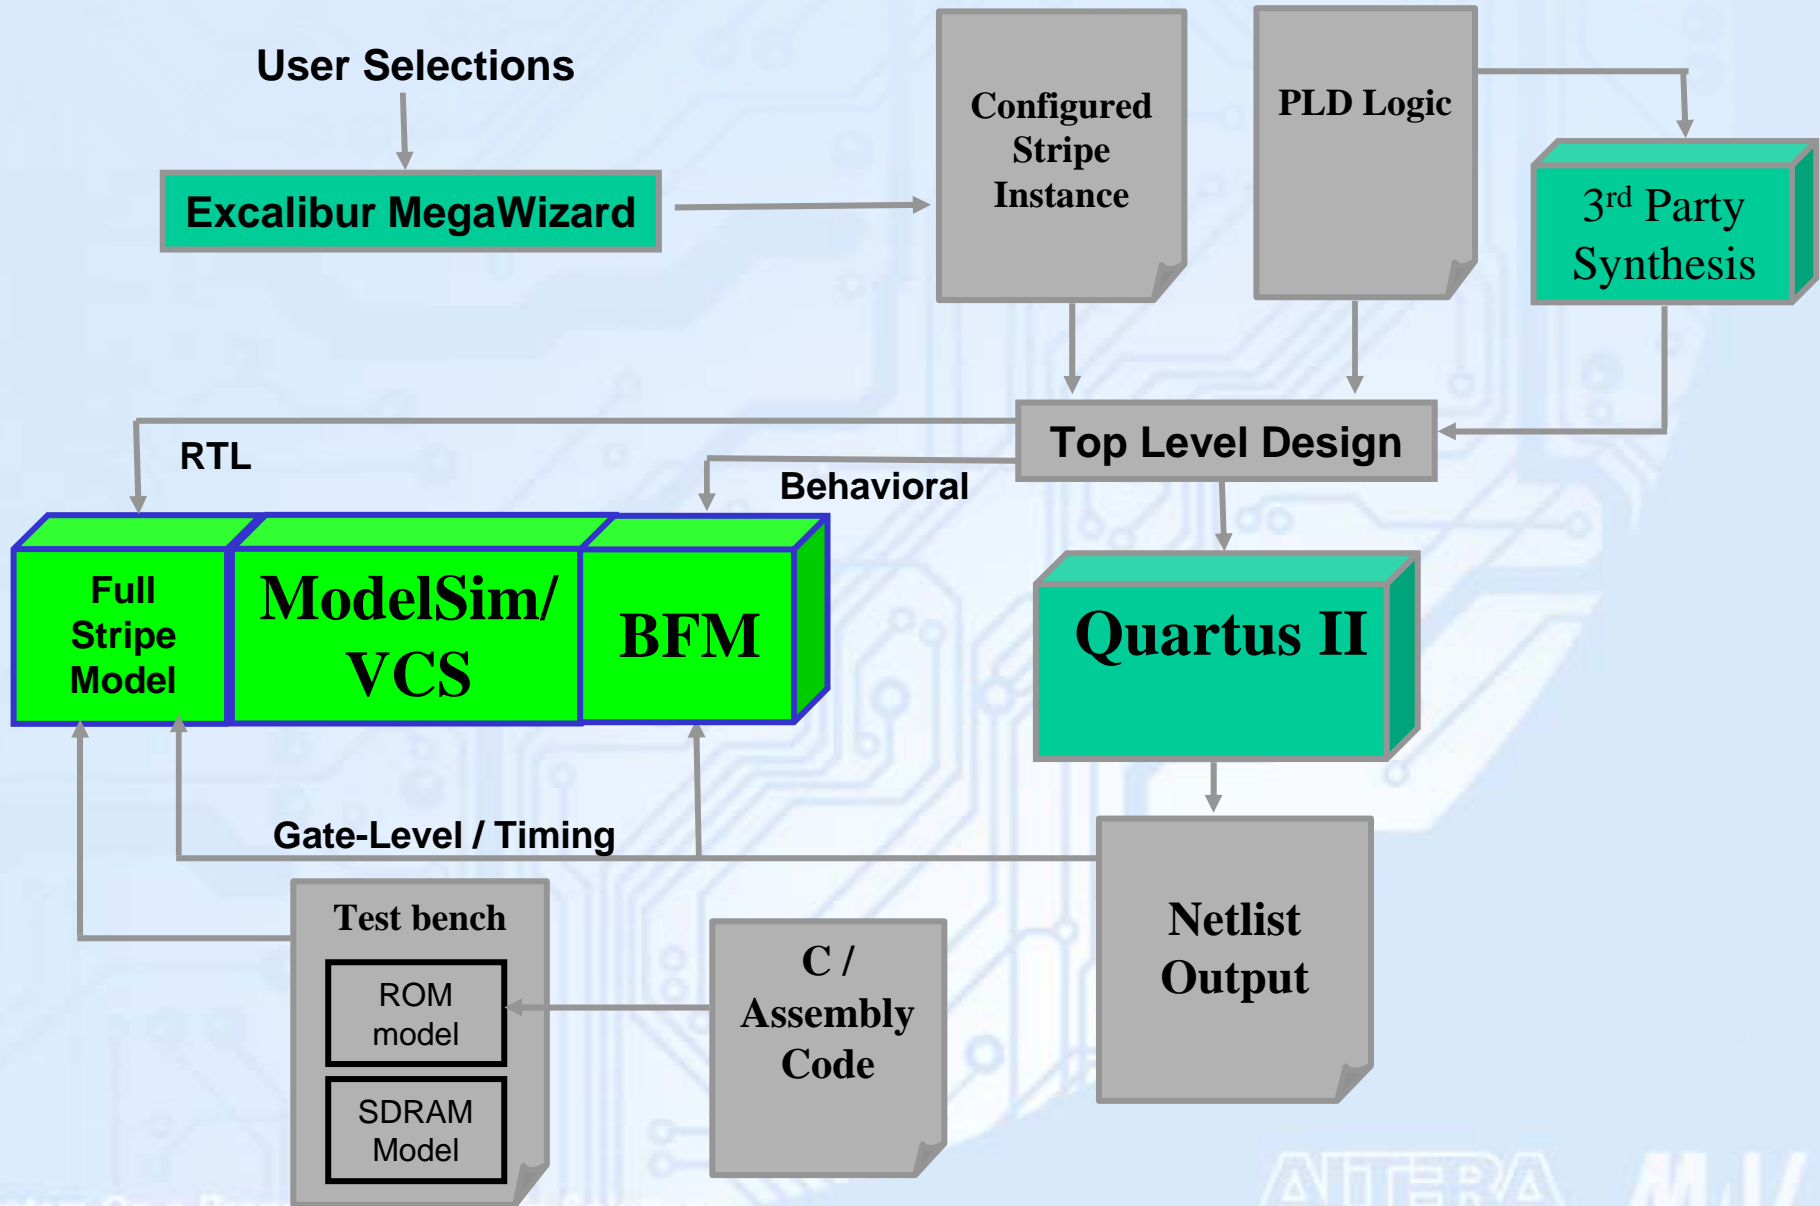 User Selections
Excalibur MegaWizard
Configured
Stripe
Instance
PLD Logic
3rd Party
Synthesis
Top Level Design
RTL
Behavioral
Full
Stripe
Model
ModelSim/
VCS
BFM
Quartus II
Gate-Level / Timing
Test bench
ROM
model
SDRAM
Model
C /
Assembly
Code
Netlist
Output
ALTERA